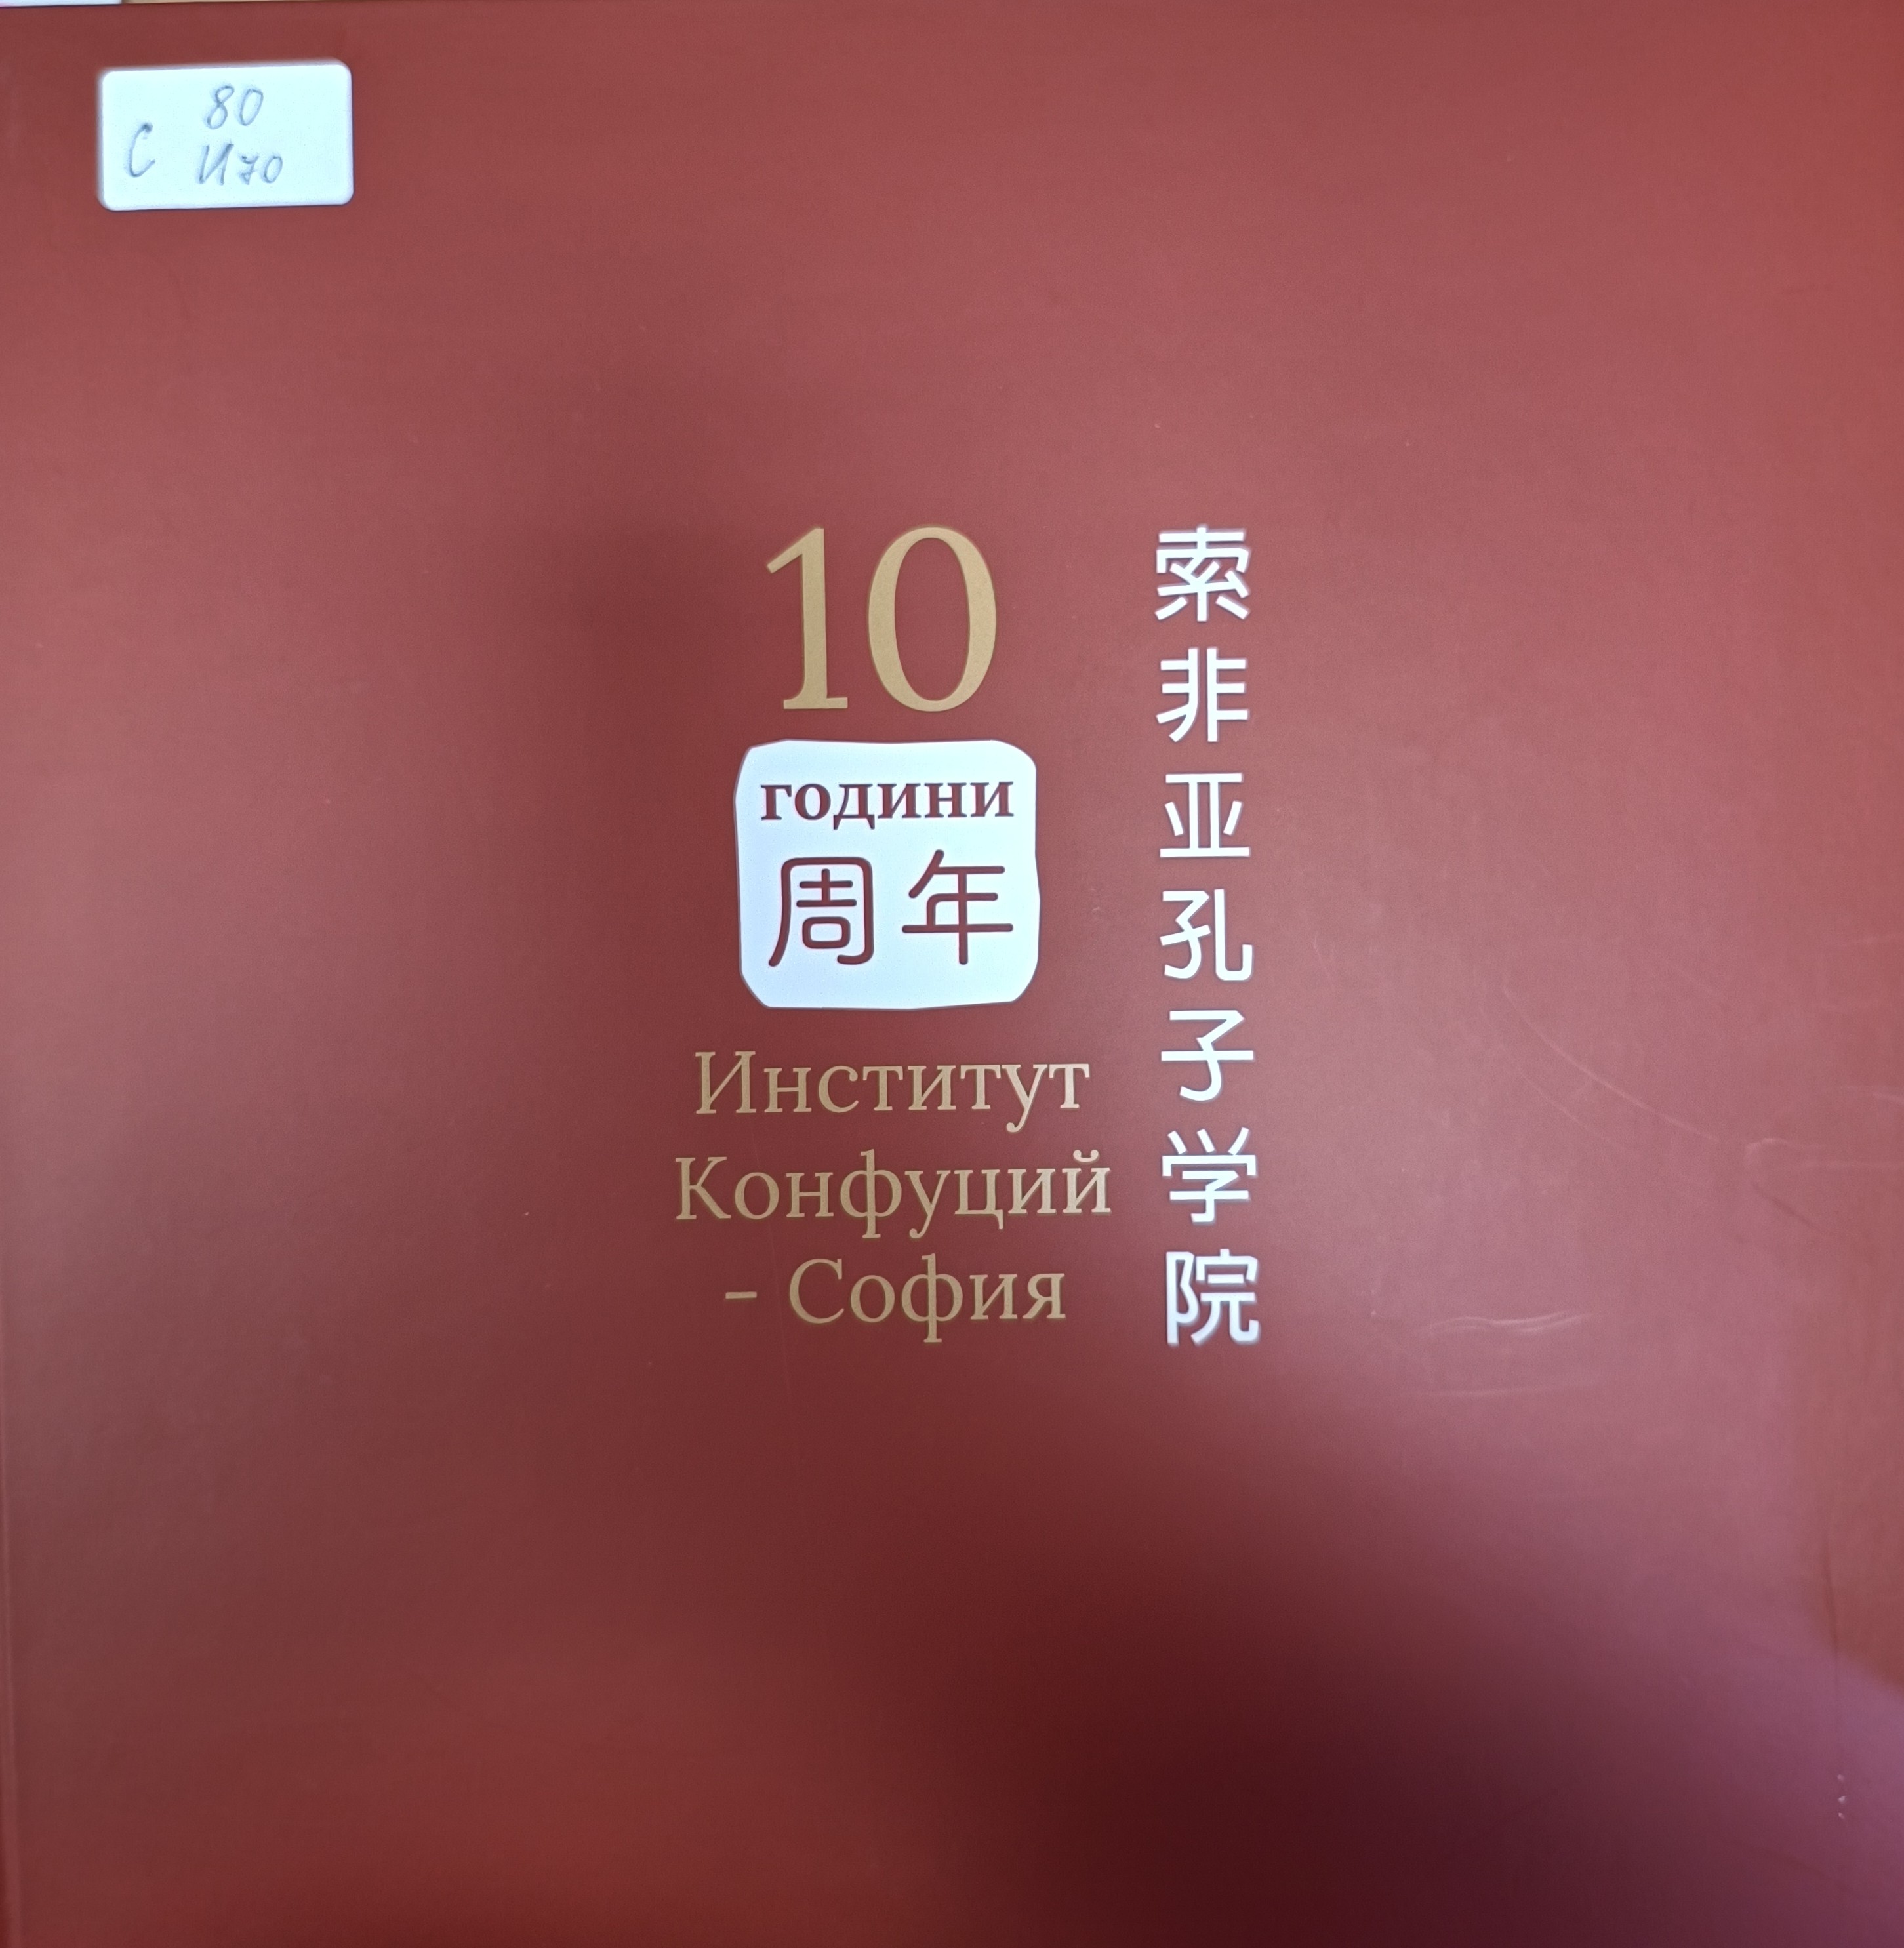 80
С И70
10
години
周年
Институт
Конфуций
- София
索非亚孔子学院